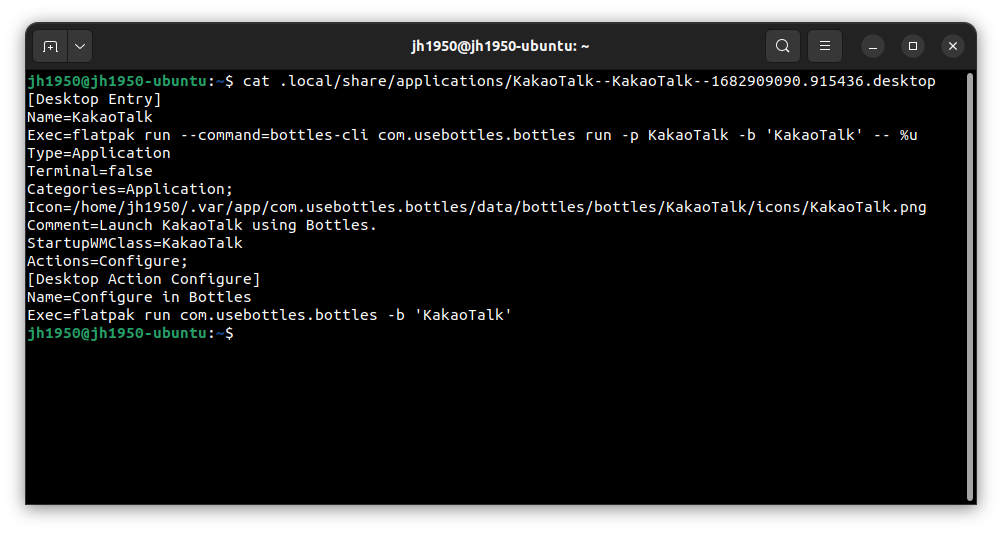 jh1950@jh1950-ubuntu: ~
jh1950@jh1950-ubuntu:~$ cat .local/share/applications/KakaoTalk--KakaoTalk--1682909090.915436.desktop
[Desktop Entry]
Name=KakaoTalk
Exec=flatpak run --command=bottles-cli com.usebottles.bottles run -p KakaoTalk -b 'KakaoTalk' -- %u
Type=Application
Terminal=false
Categories=Application;
Icon=/home/jh1950/.var/app/com.usebottles.bottles/data/bottles/bottles/KakaoTalk/icons/KakaoTalk.png
Comment=Launch KakaoTalk using Bottles.
StartupWMClass=KakaoTalk
Actions=Configure;
[Desktop Action Configure]
Name=Configure in Bottles
Exec=flatpak run com.usebottles.bottles -b 'KakaoTalk'
jh1950@jh1950-ubuntu:~$